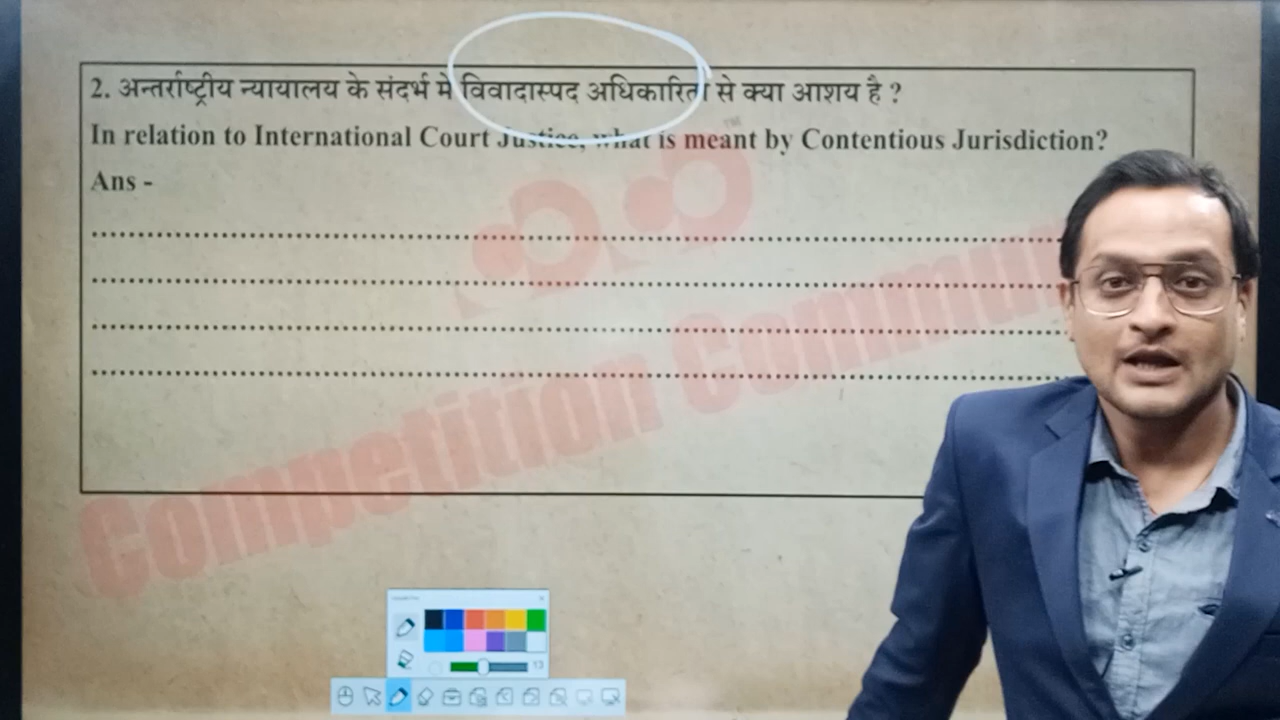 2. अन्तर्राष्ट्रीय न्यायालय के संदर्भ मे विवादास्पद अधिकारिता से क्या आशय है ?
In relation to International Court Justice, what is meant by Contentious Jurisdiction?
Ans -
Competition
13